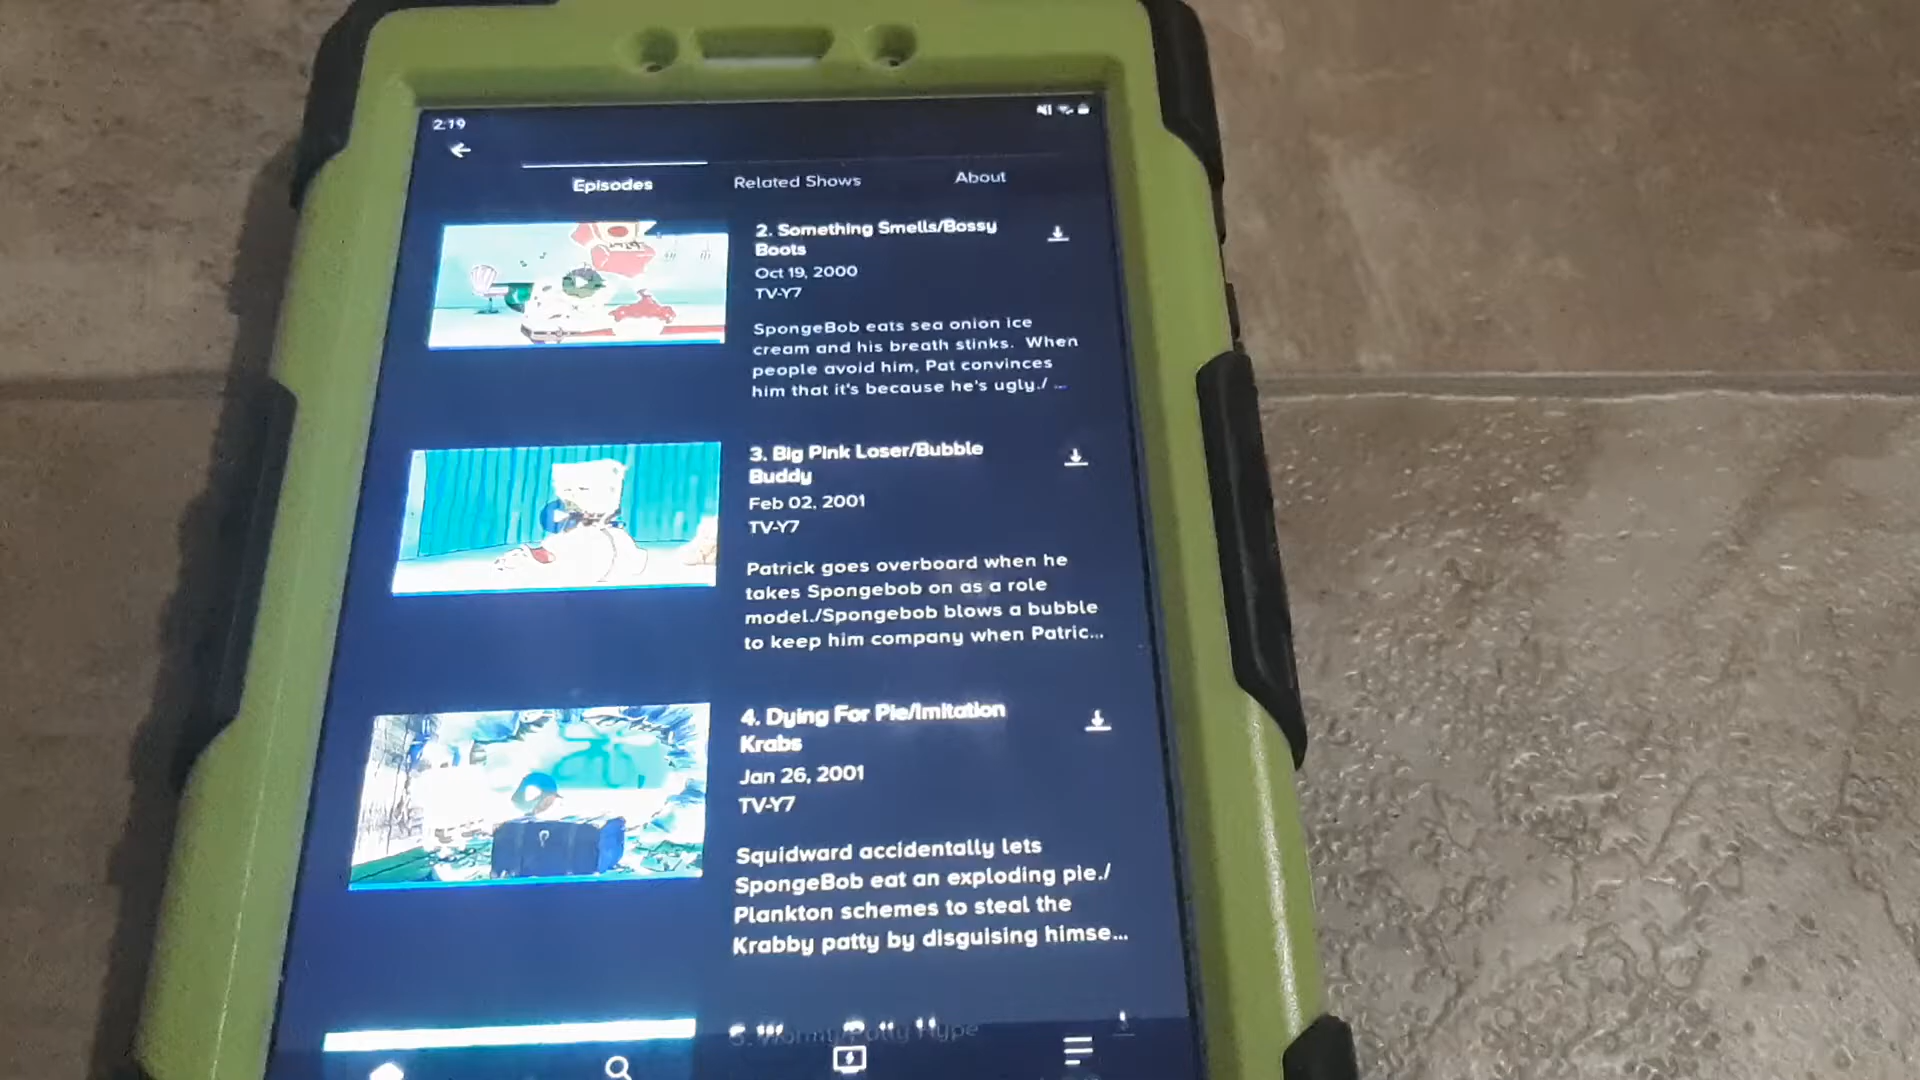 2:19
Episodes
Related Shows
About
2. Something Smells/Bossy
Boots
Oct 19, 2000
TV-Y7
SpongeBob eats sea onion ice
cream and his breath stinks. When
people avoid him, Pat convinces
him that it's because he's ugly./ ...
3. Big Pink Loser/Bubble
Buddy
Feb 02, 2001
TV-Y7
Patrick goes overboard when he
takes Spongebob on as a role
model./Spongebob blows a bubble
to keep him company when Patric...
4. Dying For Pie/Imitation
Krabs
Jan 26, 2001
TV-Y7
Squidward accidentally lets
SpongeBob eat an exploding pie./
Plankton schemes to steal the
Krabby patty by disguising himse...
5. Wormy/Patty Hype